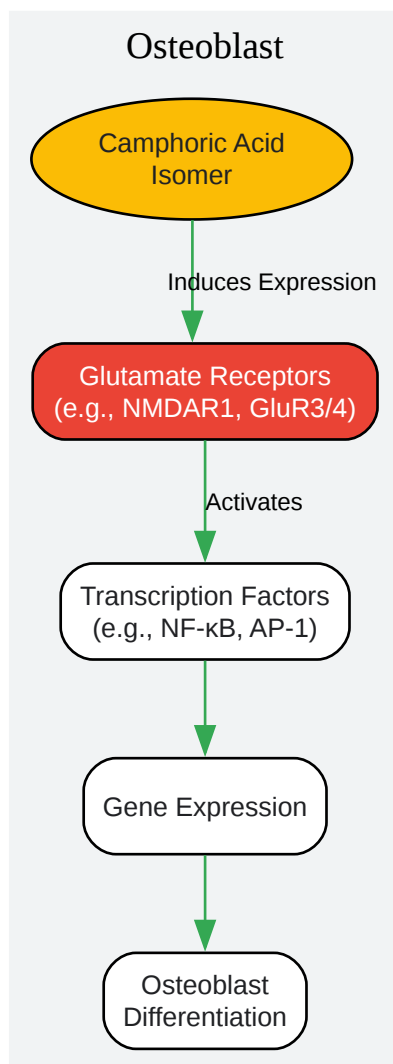 Osteoblast
Camphoric Acid
Isomer
Induces Expression
Glutamate Receptors
(e.g., NMDAR1, GluR3/4)
Activates
Transcription Factors
(e.g., NF-κB, AP-1)
Gene Expression
Osteoblast
Differentiation